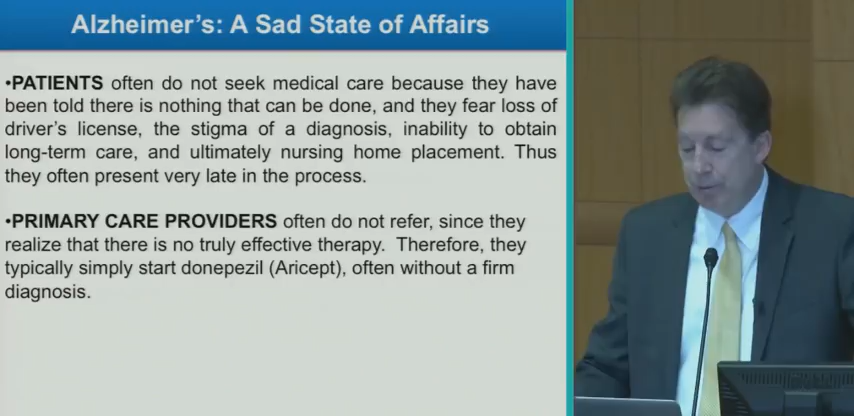 Alzheimer's: A Sad State of Affairs
•PATIENTS often do not seek medical care because they have
been told there is nothing that can be done, and they fear loss of
driver's license, the stigma of a diagnosis, inability to obtain
long-term care, and ultimately nursing home placement. Thus
they often present very late in the process.
•PRIMARY CARE PROVIDERS often do not refer, since they
realize that there is no truly effective therapy. Therefore, they
typically simply start donepezil (Aricept), often without a firm
diagnosis.